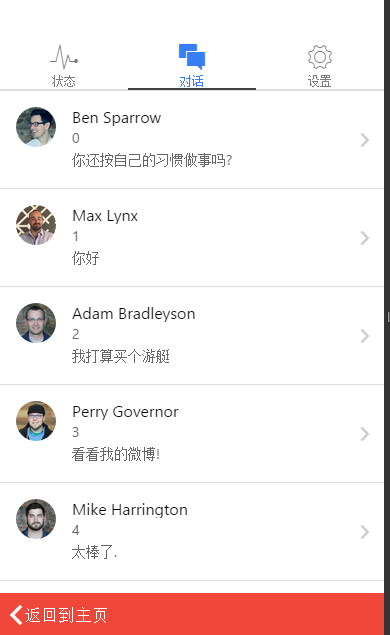 状态
对话
设置
Ben Sparrow
0
你还按自己的习惯做事吗?
Max Lynx
1
你好
Adam Bradleyson
2
我打算买个游艇
Perry Governor
3
看看我的微博!
Mike Harrington
4
太棒了.
返回到主页